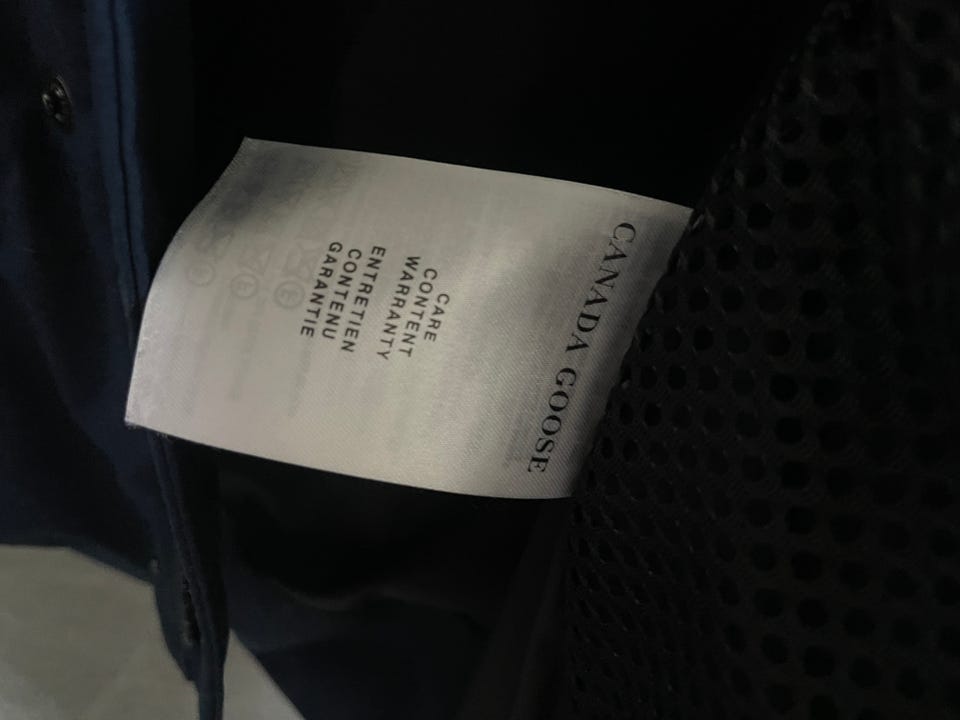 CANADA GOOSE
CARE
CONTENT
WARRANTY
ENTRETIEN
CONTENU
GARANTIE